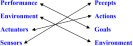 Performance Percepts
Environment Actions
Actuators Goals
Sensors Environment